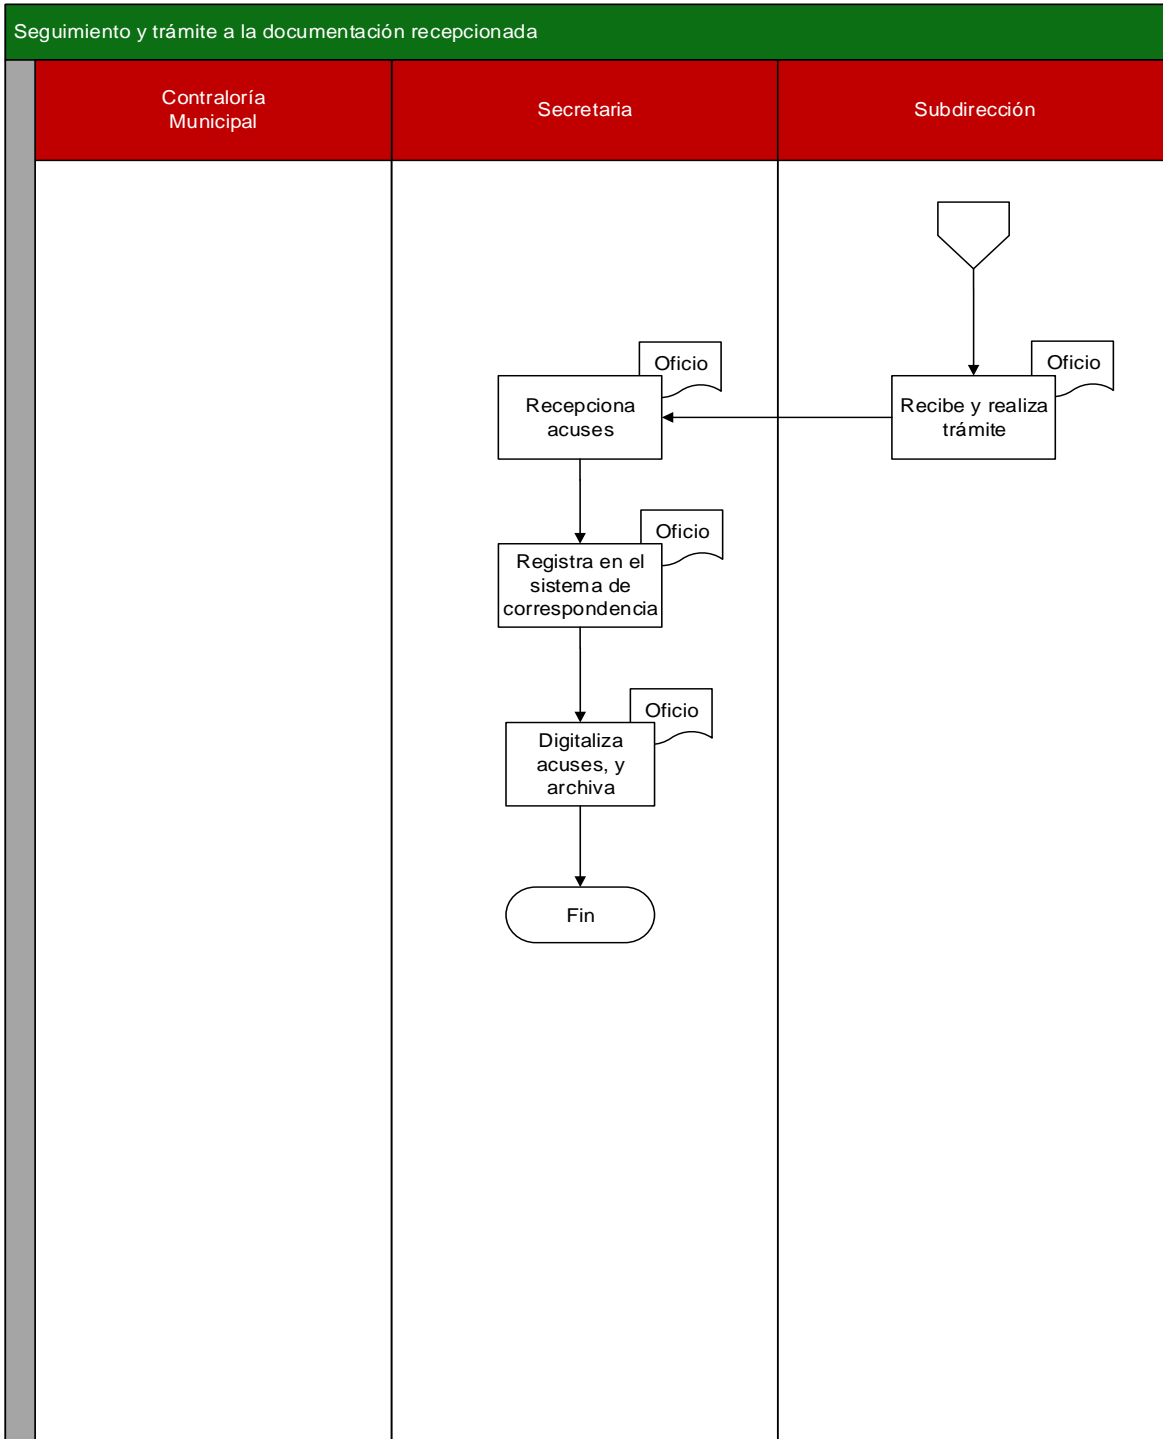 Seguimiento y trámite a la documentación recepcionada
Contraloría
Municipal
Secretaria
Subdirección
Oficio
Recepciona
acuses
Oficio
Recibe y realiza
trámite
Oficio
Registra en el
sistema de
correspondencia
Oficio
Digitaliza
acuses, y
archiva
Fin